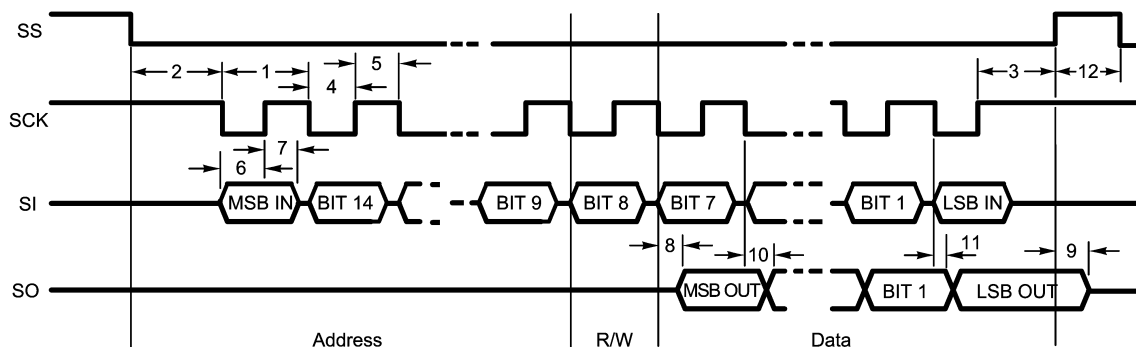 SS
2 1 5 3 12
4
SCK
7
6
SI MSB IN BIT 14 BIT 9 BIT 8 BIT 7 BIT 1 LSB IN
8 10 11 9
SO MSB OUT BIT 1 LSB OUT
Address R/W Data